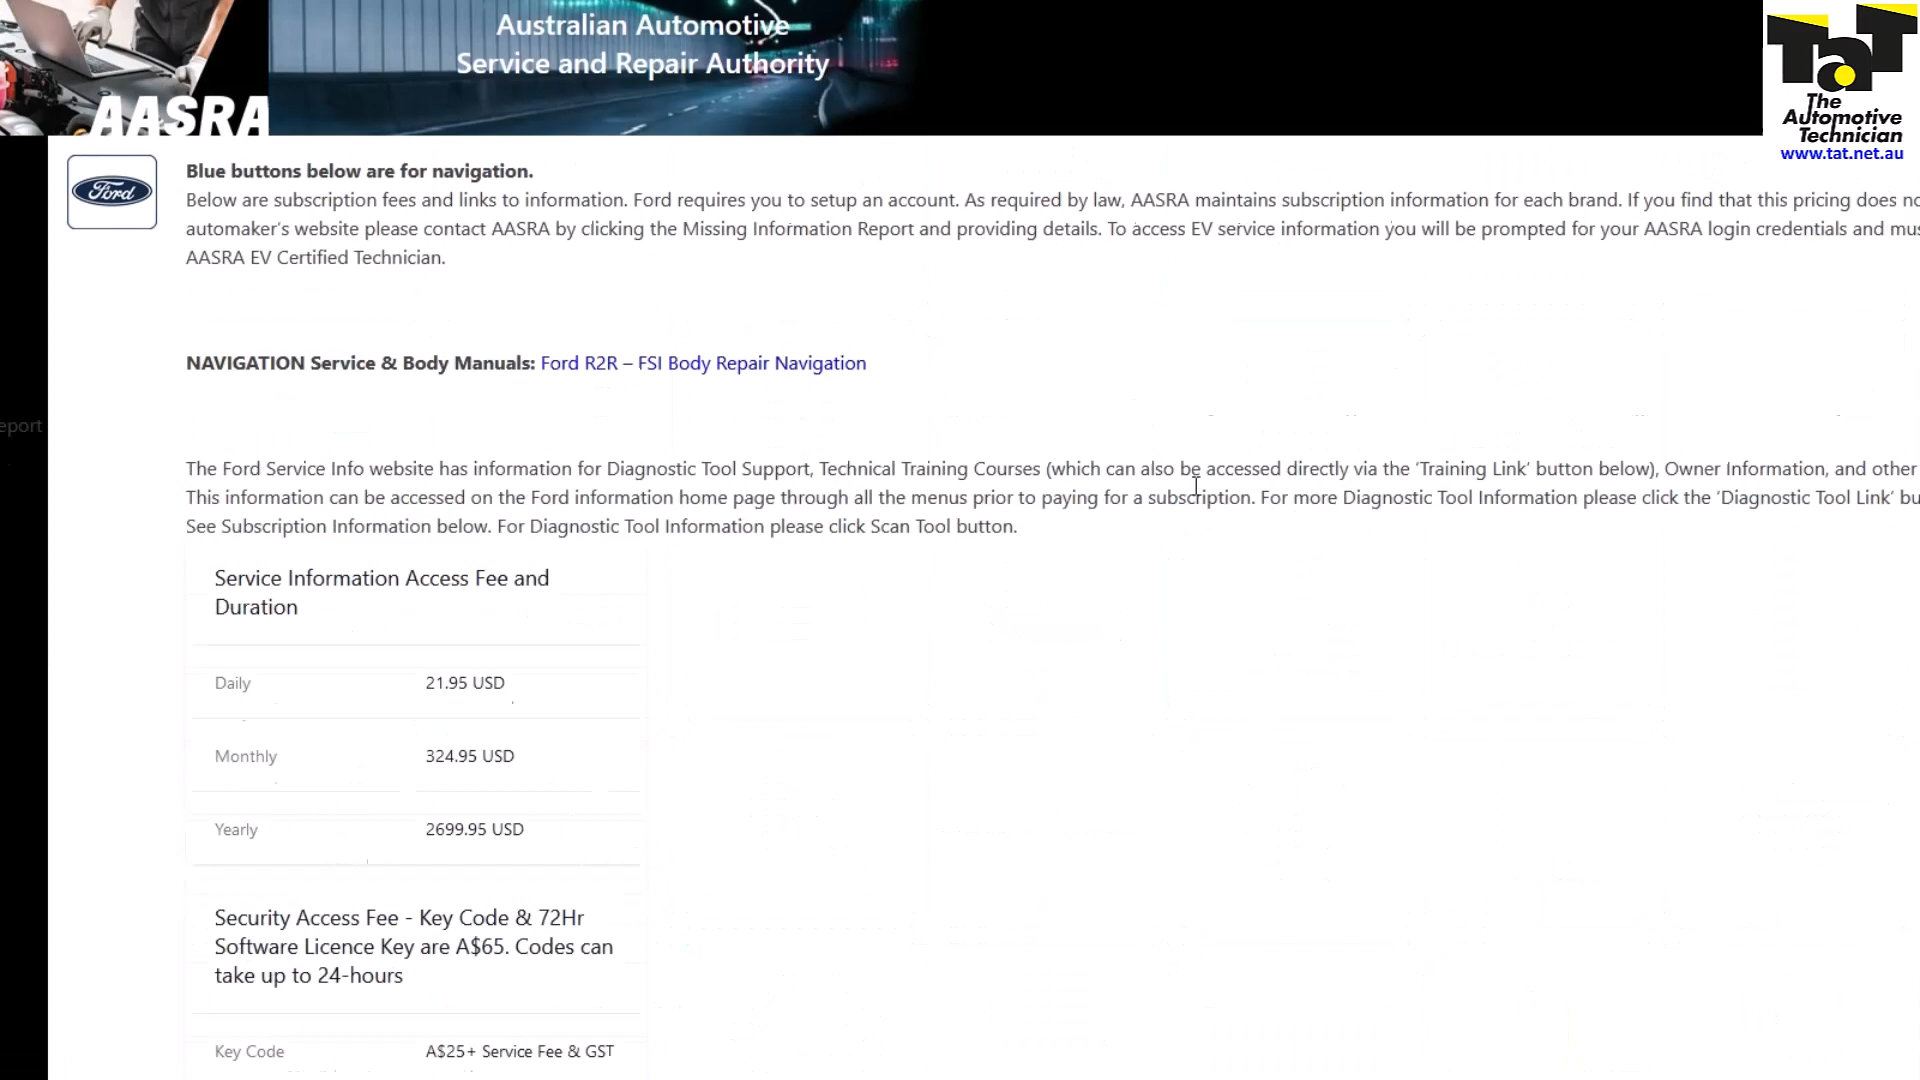 Australian Automotive
Service and Repair Authority
AASRA
TaT
The
Automotive
Technician
www.tat.net.au
Ford
Blue buttons below are for navigation.
Below are subscription fees and links to information. Ford requires you to setup an account. As required by law, AASRA maintains subscription information for each brand. If you find that this pricing does
automaker's website please contact AASRA by clicking the Missing Information Report and providing details. To access EV service information you will be prompted for your AASRA login credentials and
AASRA EV Certified Technician.
NAVIGATION Service & Body Manuals: Ford R2R – FSI Body Repair Navigation
eport
The Ford Service Info website has information for Diagnostic Tool Support, Technical Training Courses (which can also be accessed directly via the 'Training Link' button below), Owner Information, and other
This information can be accessed on the Ford information home page through all the menus prior to paying for a subscription. For more Diagnostic Tool Information please click the 'Diagnostic Tool Link'
See Subscription Information below. For Diagnostic Tool Information please click Scan Tool button.
Service Information Access Fee and
Duration
Daily 21.95 USD
Monthly 324.95 USD
Yearly 2699.95 USD
Security Access Fee - Key Code & 72Hr
Software Licence Key are A$65. Codes can
take up to 24-hours
Key Code A$25+ Service Fee & GST